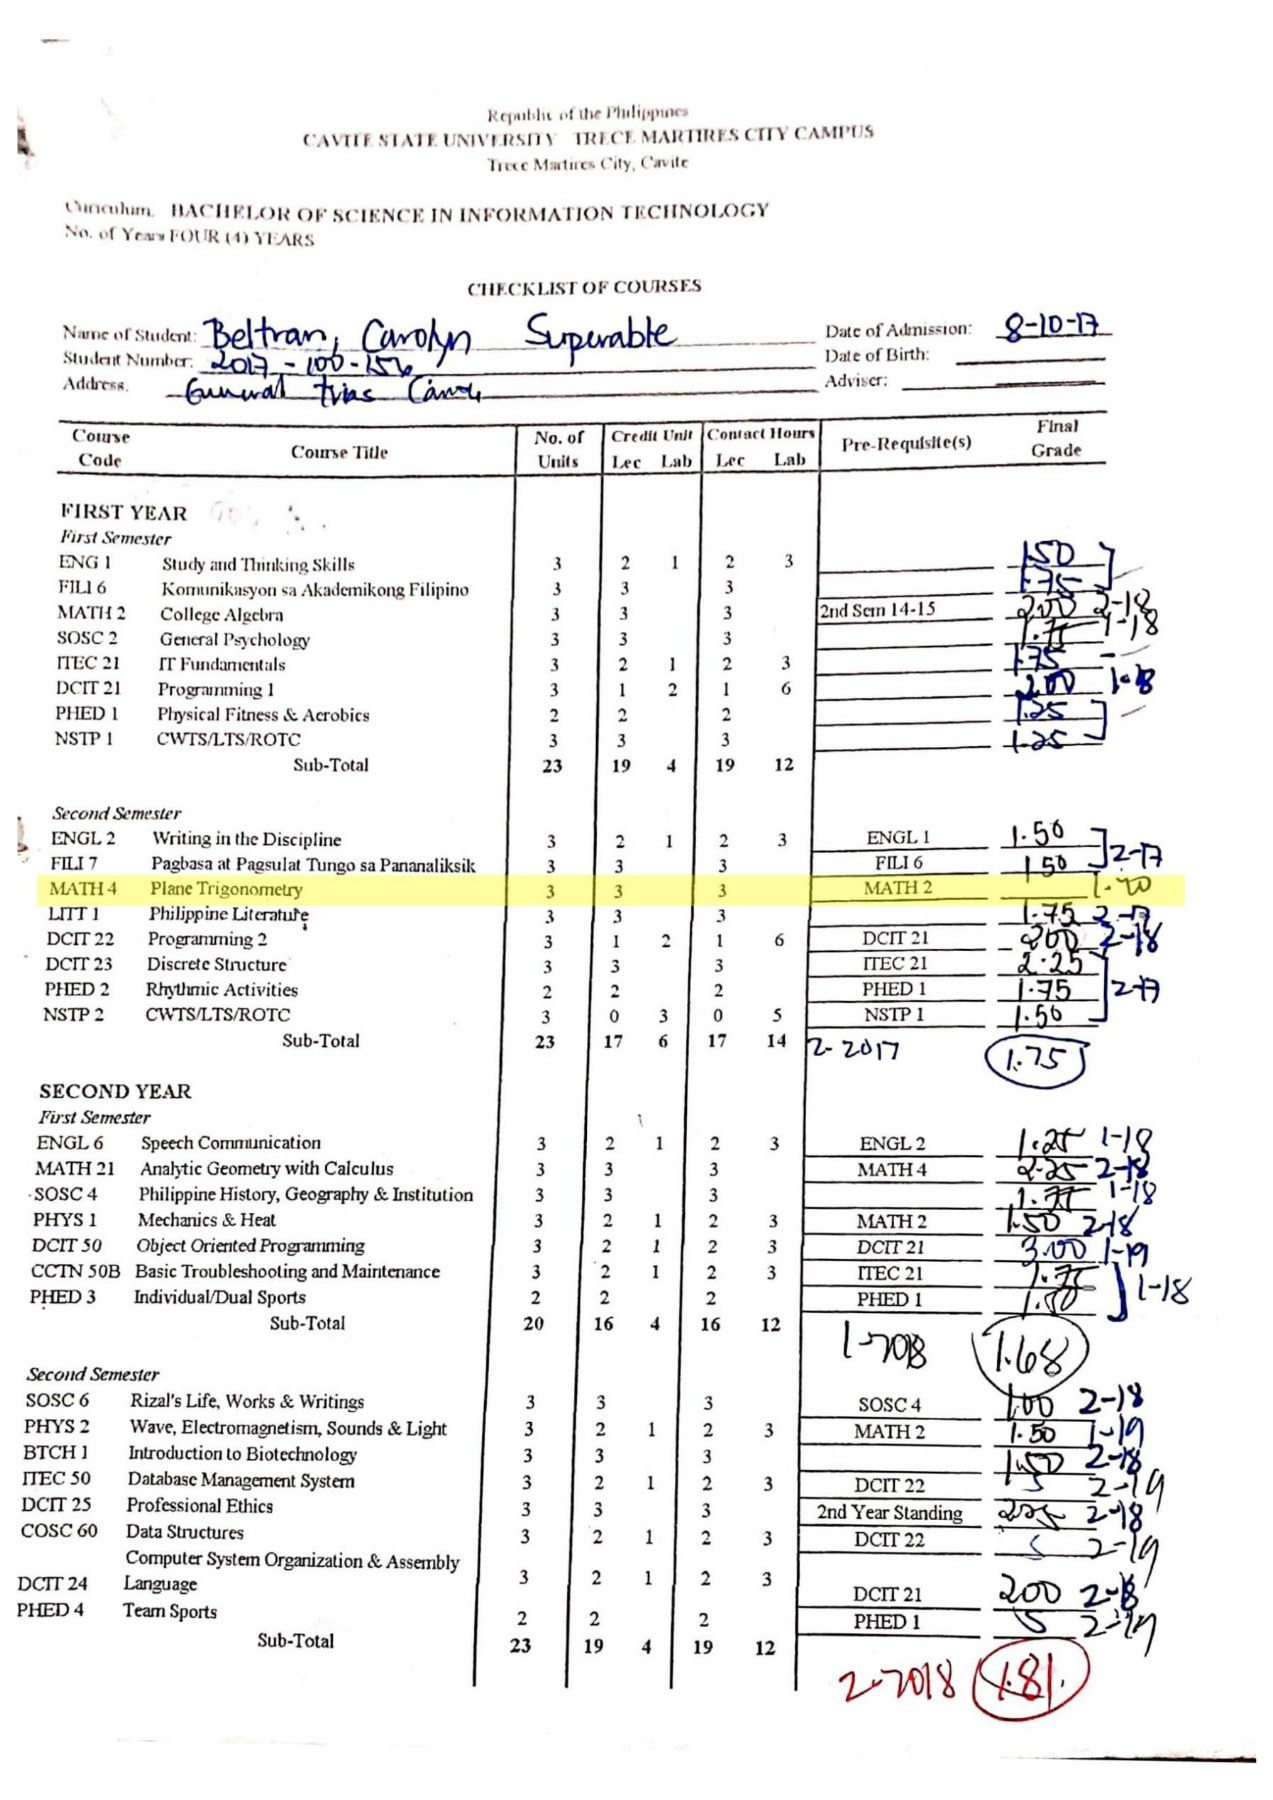 Republic of the Philippines
CAVITE STATE UNIVERSITY TRECE MARTIRES CITY CAMPUS
Trece Martires City, Cavite
Curiculum. BACHELOR OF SCIENCE IN INFORMATION TECHNOLOGY
No. of Years FOUR (4) YEARS
CHECKLIST OF COURSES
Name of Student: Beltran, Carolyn Superable Date of Admission: 8-10-17
Student Number: 2017-100-156 Date of Birth:
Address. General Trias Cavite Adviser:
Course Code Course Title No. of Units Credit Unit Lec Lab Contact Hours Lec Lab Pre-Requisite(s) Final Grade
FIRST YEAR
First Semester
ENG 1 Study and Thinking Skills 3 2 1 2 3 1.50
FILI 6 Komunikasyon sa Akademikong Filipino 3 3 3 1.75
MATH 2 College Algebra 3 3 3 2nd Sem 14-15 2.00 2-18
SOSC 2 General Psychology 3 3 3 1.75 1-18
ITEC 21 IT Fundamentals 3 2 1 2 3 1.75
DCIT 21 Programming 1 3 1 2 1 6 2.00 1-18
PHED 1 Physical Fitness & Aerobics 2 2 2 1.25
NSTP 1 CWTS/LTS/ROTC 3 3 3 1.25
Sub-Total 23 19 4 19 12
Second Semester
ENGL 2 Writing in the Discipline 3 2 1 2 3 ENGL 1 1.50
FILI 7 Pagbasa at Pagsulat Tungo sa Pananaliksik 3 3 3 FILI 6 1.50 2-17
MATH 4 Plane Trigonometry 3 3 3 MATH 2
LITT 1 Philippine Literature 3 3 3 1.75 2-17
DCIT 22 Programming 2 3 1 2 1 6 DCIT 21 200 2-18
DCIT 23 Discrete Structure 3 3 3 ITEC 21 2.25
PHED 2 Rhythmic Activities 2 2 2 PHED 1 1.75 2-17
NSTP 2 CWTS/LTS/ROTC 3 0 3 0 5 NSTP 1 1.50
Sub-Total 23 17 6 17 14 2-2017 1.75
SECOND YEAR
First Semester
ENGL 6 Speech Communication 3 2 1 2 3 ENGL 2 1.25 1-18
MATH 21 Analytic Geometry with Calculus 3 3 3 MATH 4 2.25 2-18
SOSC 4 Philippine History, Geography & Institution 3 3 3 1.75 1-18
PHYS 1 Mechanics & Heat 3 2 1 2 3 MATH 2 1.50 2-18
DCIT 50 Object Oriented Programming 3 2 1 2 3 DCIT 21 3.00 1-19
CCTN 50B Basic Troubleshooting and Maintenance 3 2 1 2 3 ITEC 21 1.75
PHED 3 Individual/Dual Sports 2 2 2 PHED 1 1.50 1-18
Sub-Total 20 16 4 16 12 1-2018 1.68
Second Semester
SOSC 6 Rizal's Life, Works & Writings 3 3 3 SOSC 4 1.00 2-18
PHYS 2 Wave, Electromagnetism, Sounds & Light 3 2 1 2 3 MATH 2 1.50 1-19
BTCH 1 Introduction to Biotechnology 3 3 3 1.50 2-18
ITEC 50 Database Management System 3 2 1 2 3 DCIT 22 S 2-19
DCIT 25 Professional Ethics 3 3 3 2nd Year Standing 225 2-18
COSC 60 Data Structures 3 2 1 2 3 DCIT 22 S 2-19
Computer System Organization & Assembly
DCIT 24 Language 3 2 1 2 3 DCIT 21 200 2-18
PHED 4 Team Sports 2 2 2 PHED 1 S 2-19
Sub-Total 23 19 4 19 12
2-2018 1.81